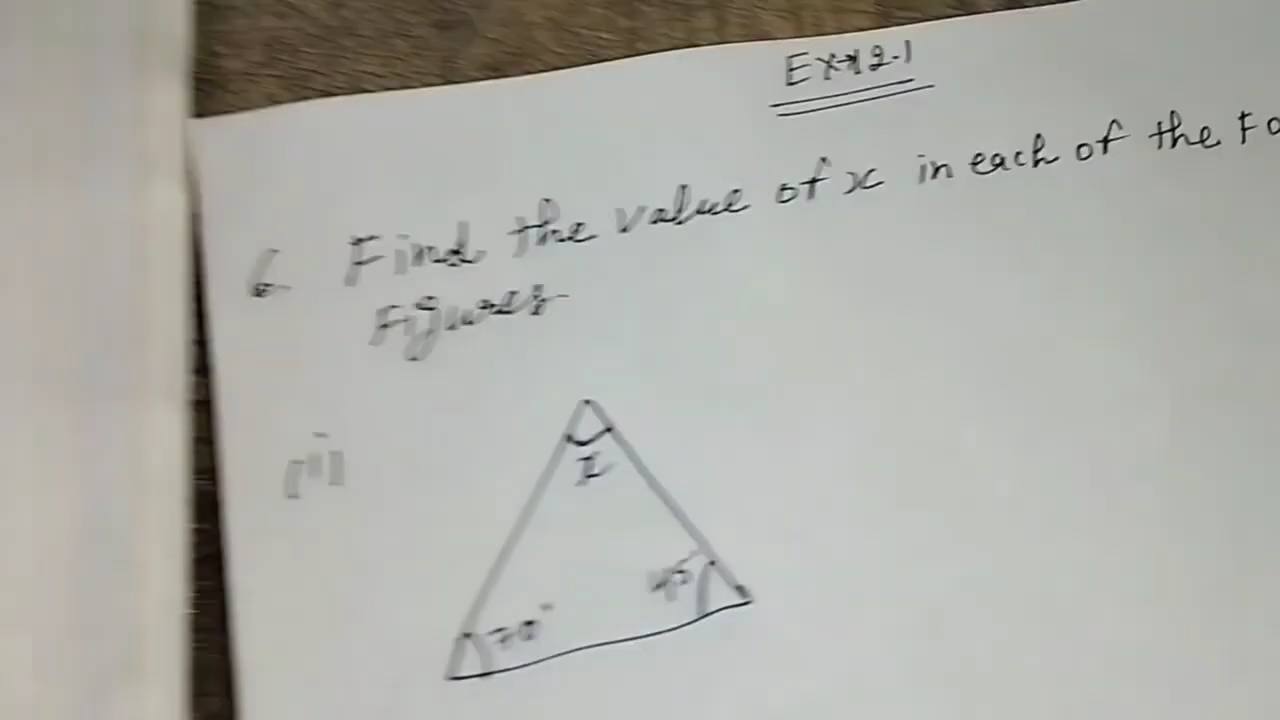 Ex→12.1
6. Find the value of x in each of the Fo
Figures
(i)
x
45°
70°